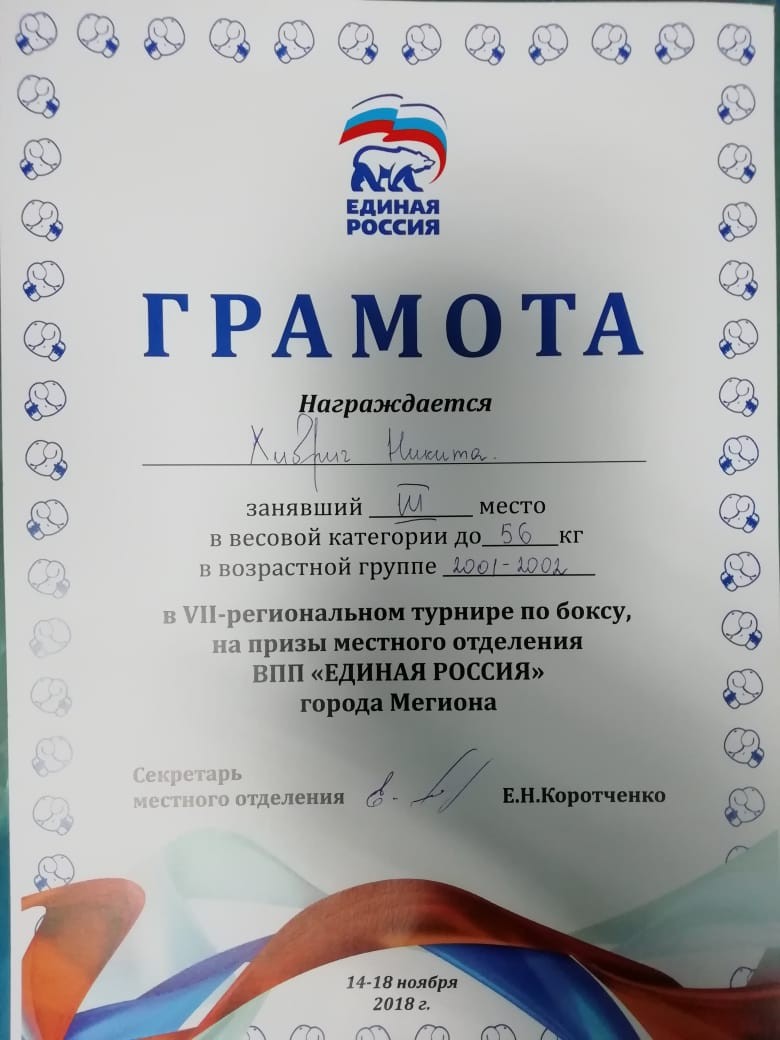 ЕДИНАЯ
РОССИЯ
ГРАМОТА
Награждается
Никита.
занявший III место
в весовой категории до 56 кг
в возрастной группе 2001-2002
в VII-региональном турнире по боксу,
на призы местного отделения
ВПП «ЕДИНАЯ РОССИЯ»
города Мегиона
Секретарь
местного отделения Е.Н.Коротченко
14-18 ноября
2018 г.